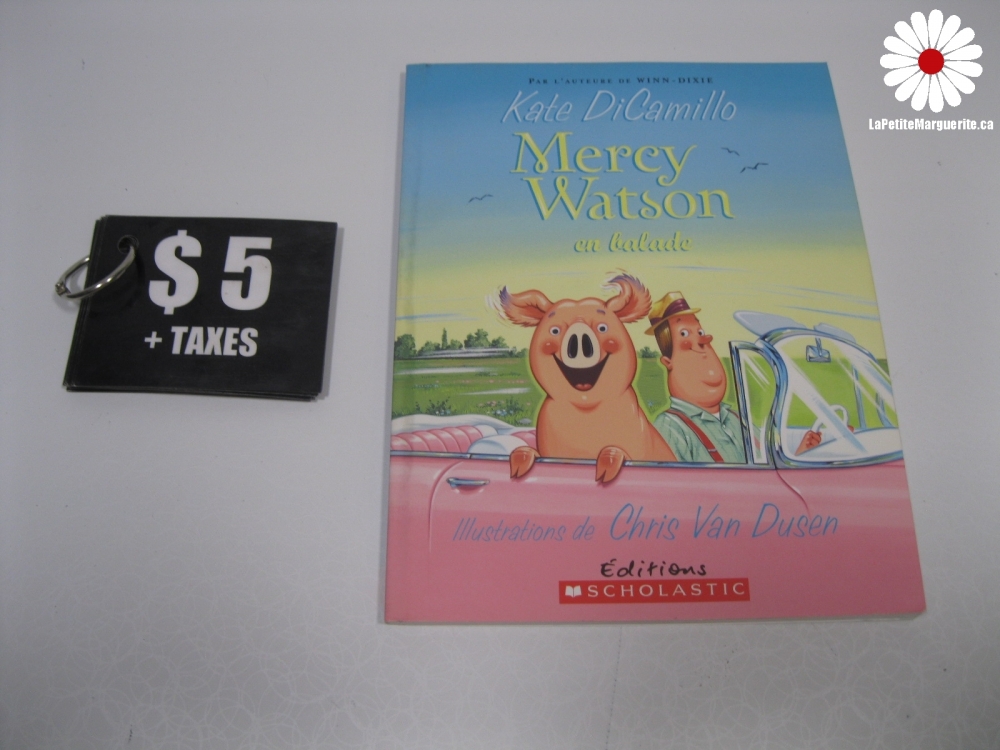 LaPetiteMarguerite.ca
$ 5
+ TAXES
PAR L'AUTEURE DE WINN-DIXIE
Kate DiCamillo
Mercy
Watson
en balade
Illustrations de Chris Van Dusen
Éditions
SCHOLASTIC